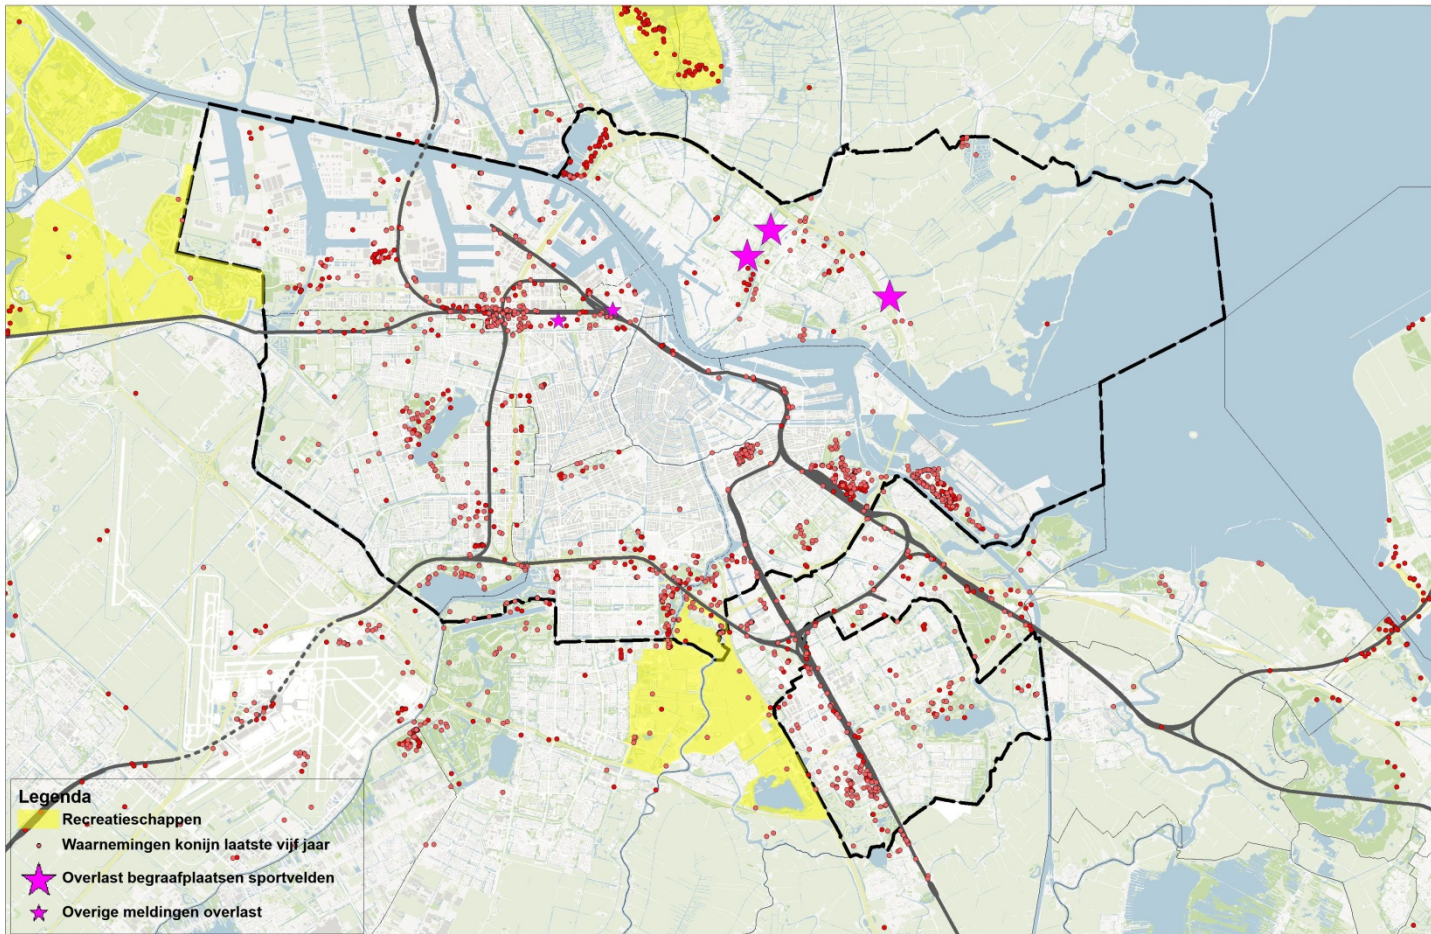 Legenda
Recreatieschappen
Waarnemingen konijn laatste vijf jaar
Overlast begraafplaatsen sportvelden
Overige meldingen overlast